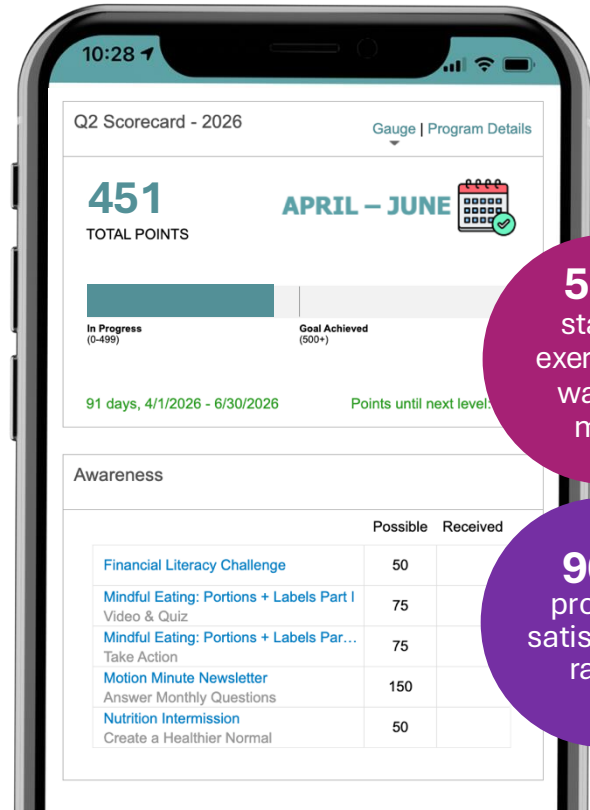 10:28
Q2 Scorecard - 2026
Gauge | Program Details
451
TOTAL POINTS
APRIL – JUNE
In Progress
(0-499)
Goal Achieved
(500+)
91 days, 4/1/2026 - 6/30/2026
Points until next level:
Awareness
Possible Received
Financial Literacy Challenge 50
Mindful Eating: Portions + Labels Part I
Video & Quiz
75
Mindful Eating: Portions + Labels Par…
Take Action
75
Motion Minute Newsletter
Answer Monthly Questions
150
Nutrition Intermission
Create a Healthier Normal
50